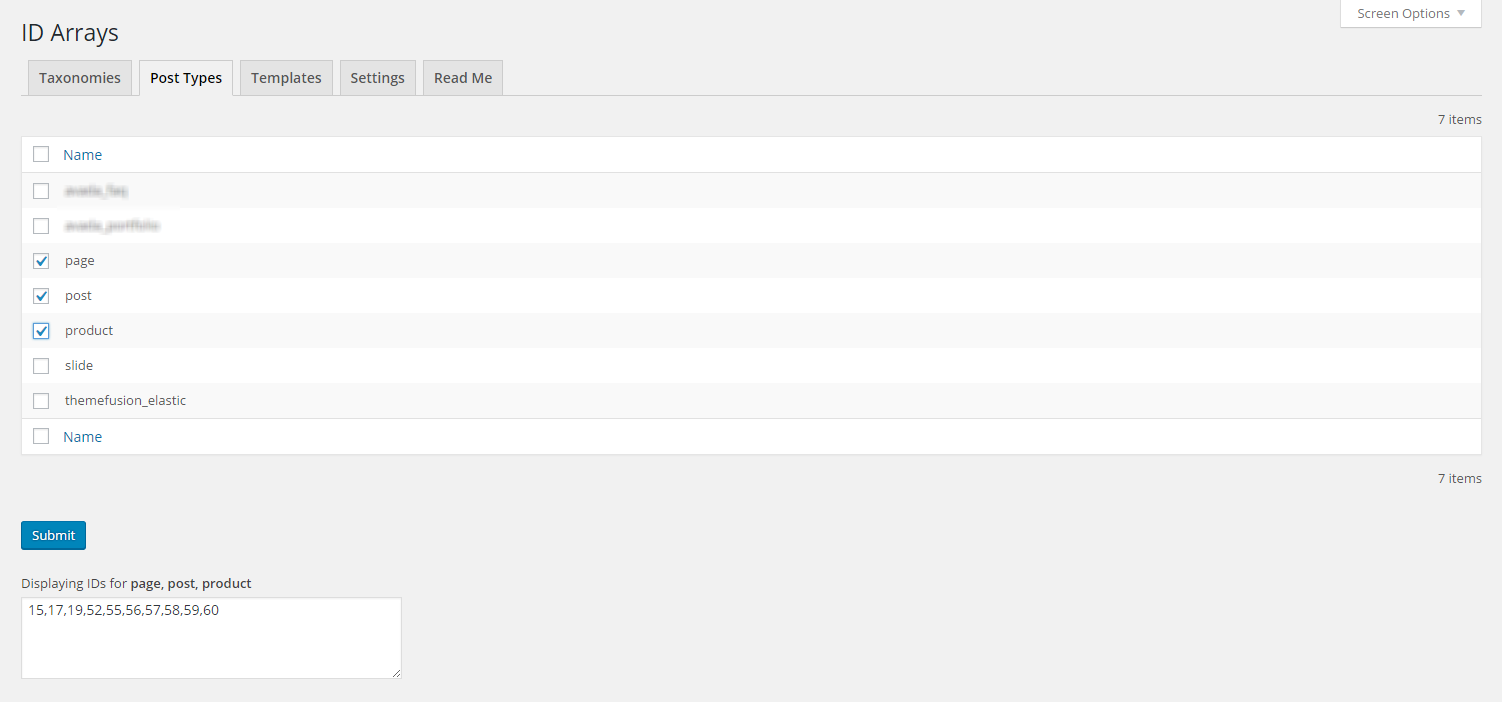 Screen Options
ID Arrays
Taxonomies Post Types Templates Settings Read Me
7 items
Name
avada_faq
avada_portfolio
page
post
product
slide
themefusion_elastic
Name
7 items
Submit
Displaying IDs for page, post, product
15,17,19,52,55,56,57,58,59,60